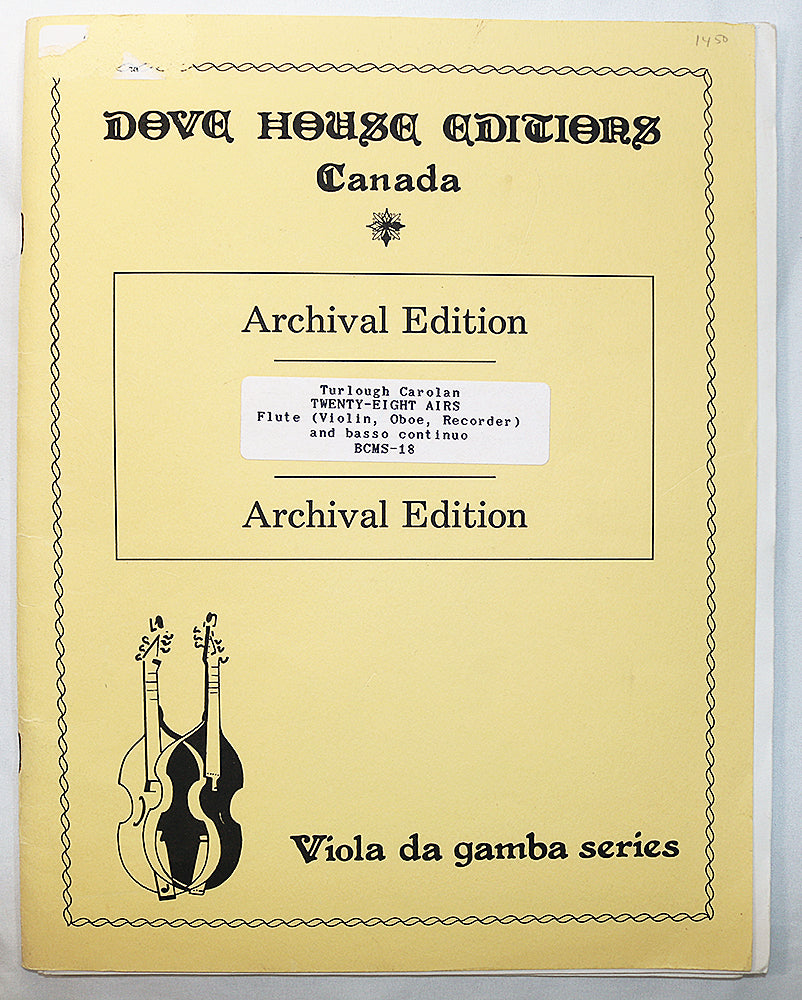 1450
DOVE HOUSE EDITIONS
Canada
Archival Edition
Turlough Carolan
TWENTY-EIGHT AIRS
Flute (Violin, Oboe, Recorder)
and basso continuo
BCMS-18
Archival Edition
Viola da gamba series